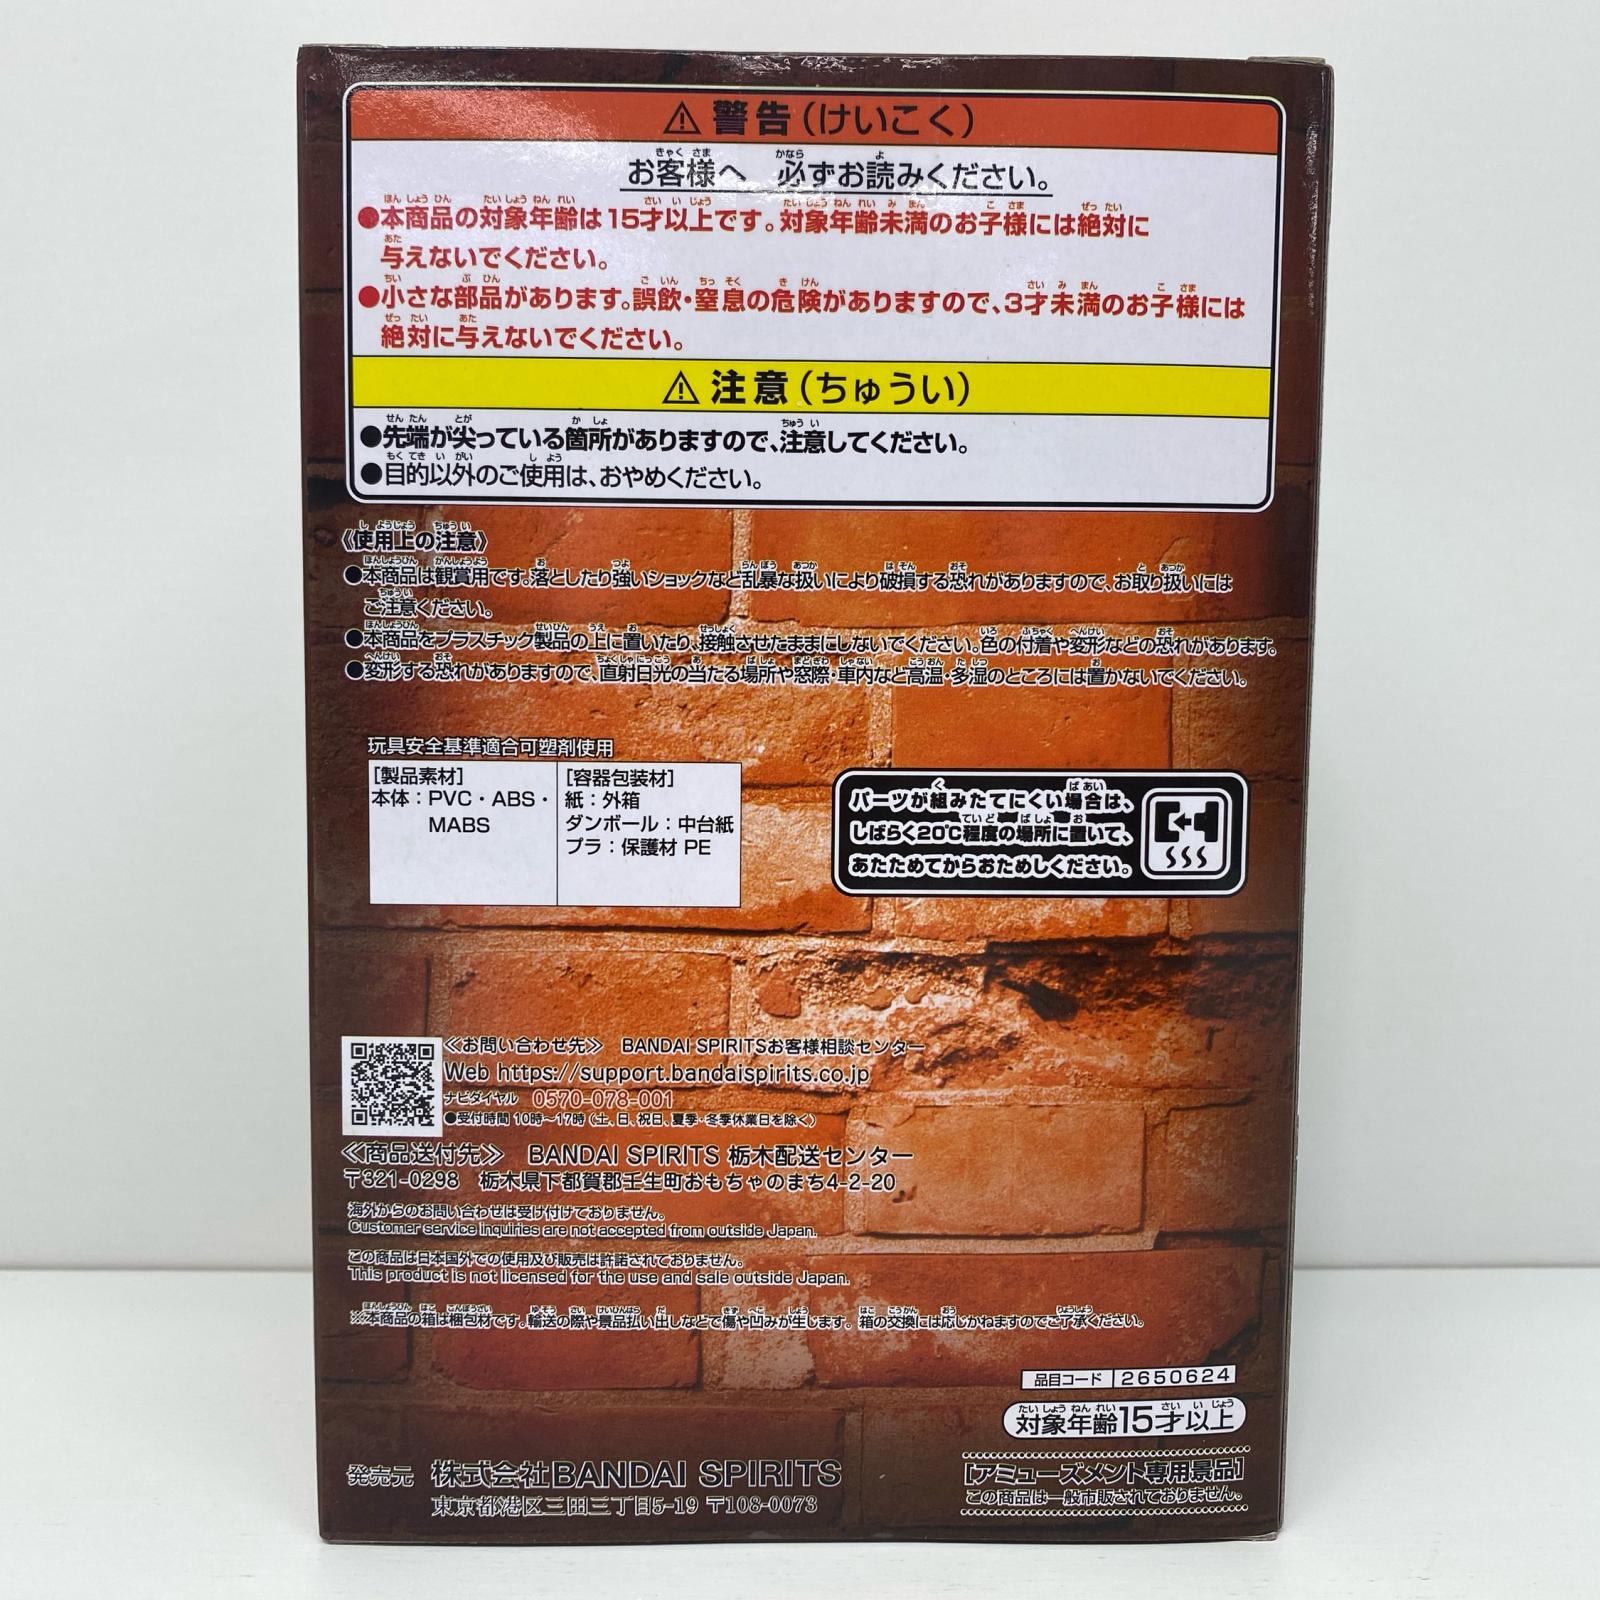 ⚠ 警告（けいこく）
お客様へ　必ずお読みください。
●本商品の対象年齢は15才以上です。対象年齢未満のお子様には絶対に
与えないでください。
●小さな部品があります。誤飲・窒息の危険がありますので、3才未満のお子様には
絶対に与えないでください。
⚠ 注意（ちゅうい）
●先端が尖っている箇所がありますので、注意してください。
●目的以外のご使用は、おやめください。
《使用上の注意》
●本商品は観賞用です。落としたり強いショックなど乱暴な扱いにより破損する恐れがありますので、お取り扱いには
ご注意ください。
●本商品をプラスチック製品の上に置いたり、接触させたままにしないでください。色の付着や変形などの恐れがあります。
●変形する恐れがありますので、直射日光の当たる場所や窓際・車内など高温・多湿のところには置かないでください。
玩具安全基準適合可塑剤使用
[製品素材]
本体：PVC・ABS・
MABS
[容器包装材]
紙：外箱
ダンボール：中台紙
プラ：保護材 PE
パーツが組みたてにくい場合は、
しばらく20℃程度の場所に置いて、
あたためてからおためしください。
≪お問い合わせ先≫　BANDAI SPIRITSお客様相談センター
Web https://support.bandaispirits.co.jp
ナビダイヤル　0570-078-001
●受付時間 10時～17時（土、日、祝日、夏季・冬季休業日を除く）
≪商品送付先≫　BANDAI SPIRITS 栃木配送センター
〒321-0298　栃木県下都賀郡壬生町おもちゃのまち4-2-20
海外からのお問い合わせは受け付けておりません。
Customer service inquiries are not accepted from outside Japan.
この商品は日本国外での使用及び販売は許諾されておりません。
This product is not licensed for the use and sale outside Japan.
※本商品の箱は梱包材です。輸送の際や景品払い出しなどで傷や凹みが生じます。箱の交換には応じかねますのでご了承ください。
品目コード 2650624
対象年齢15才以上
発売元　株式会社BANDAI SPIRITS
東京都港区三田三丁目5-19 〒108-0073
[アミューズメント専用景品]
この商品は一般市販されておりません。